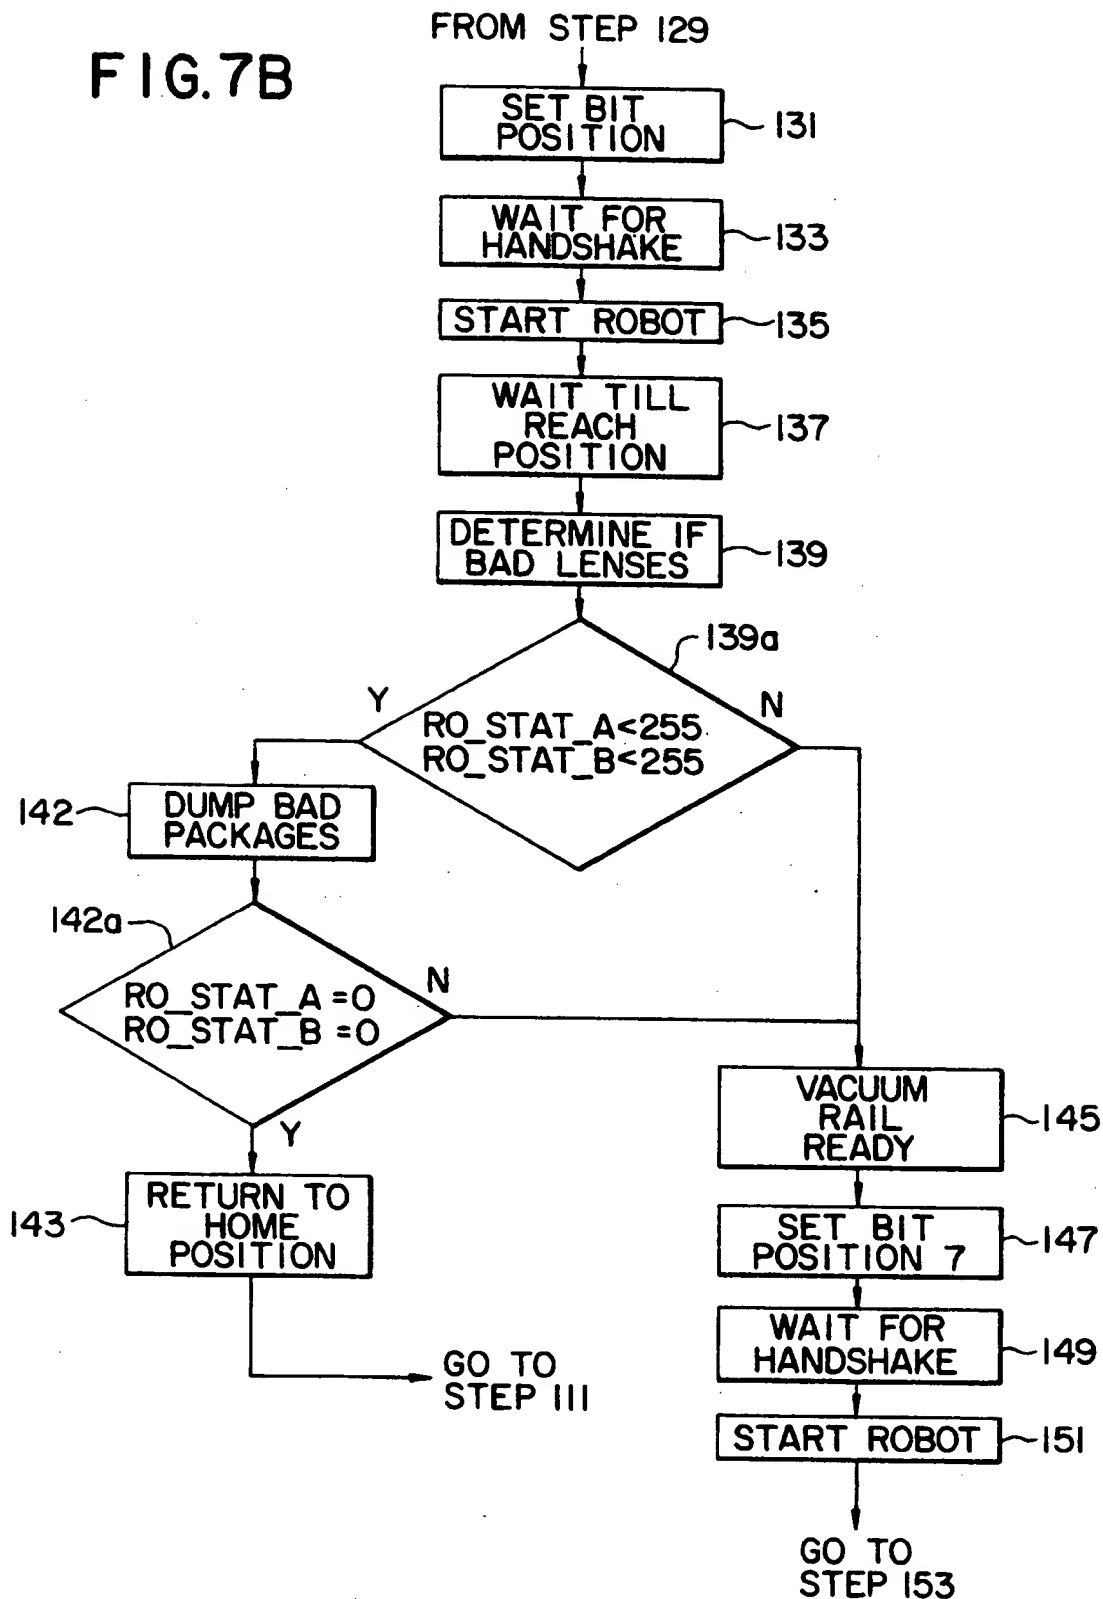 FROM STEP 129
FIG. 7B
SET BIT
POSITION
131
WAIT FOR
HANDSHAKE
133
START ROBOT
135
WAIT TILL
REACH
POSITION
137
DETERMINE IF
BAD LENSES
139
139a
Y
N
RO_STAT_A<255
RO_STAT_B<255
142
DUMP BAD
PACKAGES
142a
N
RO_STAT_A=0
RO_STAT_B=0
Y
VACUUM
RAIL
READY
145
143
RETURN TO
HOME
POSITION
SET BIT
POSITION 7
147
WAIT FOR
HANDSHAKE
149
GO TO
STEP 111
START ROBOT
151
GO TO
STEP 153